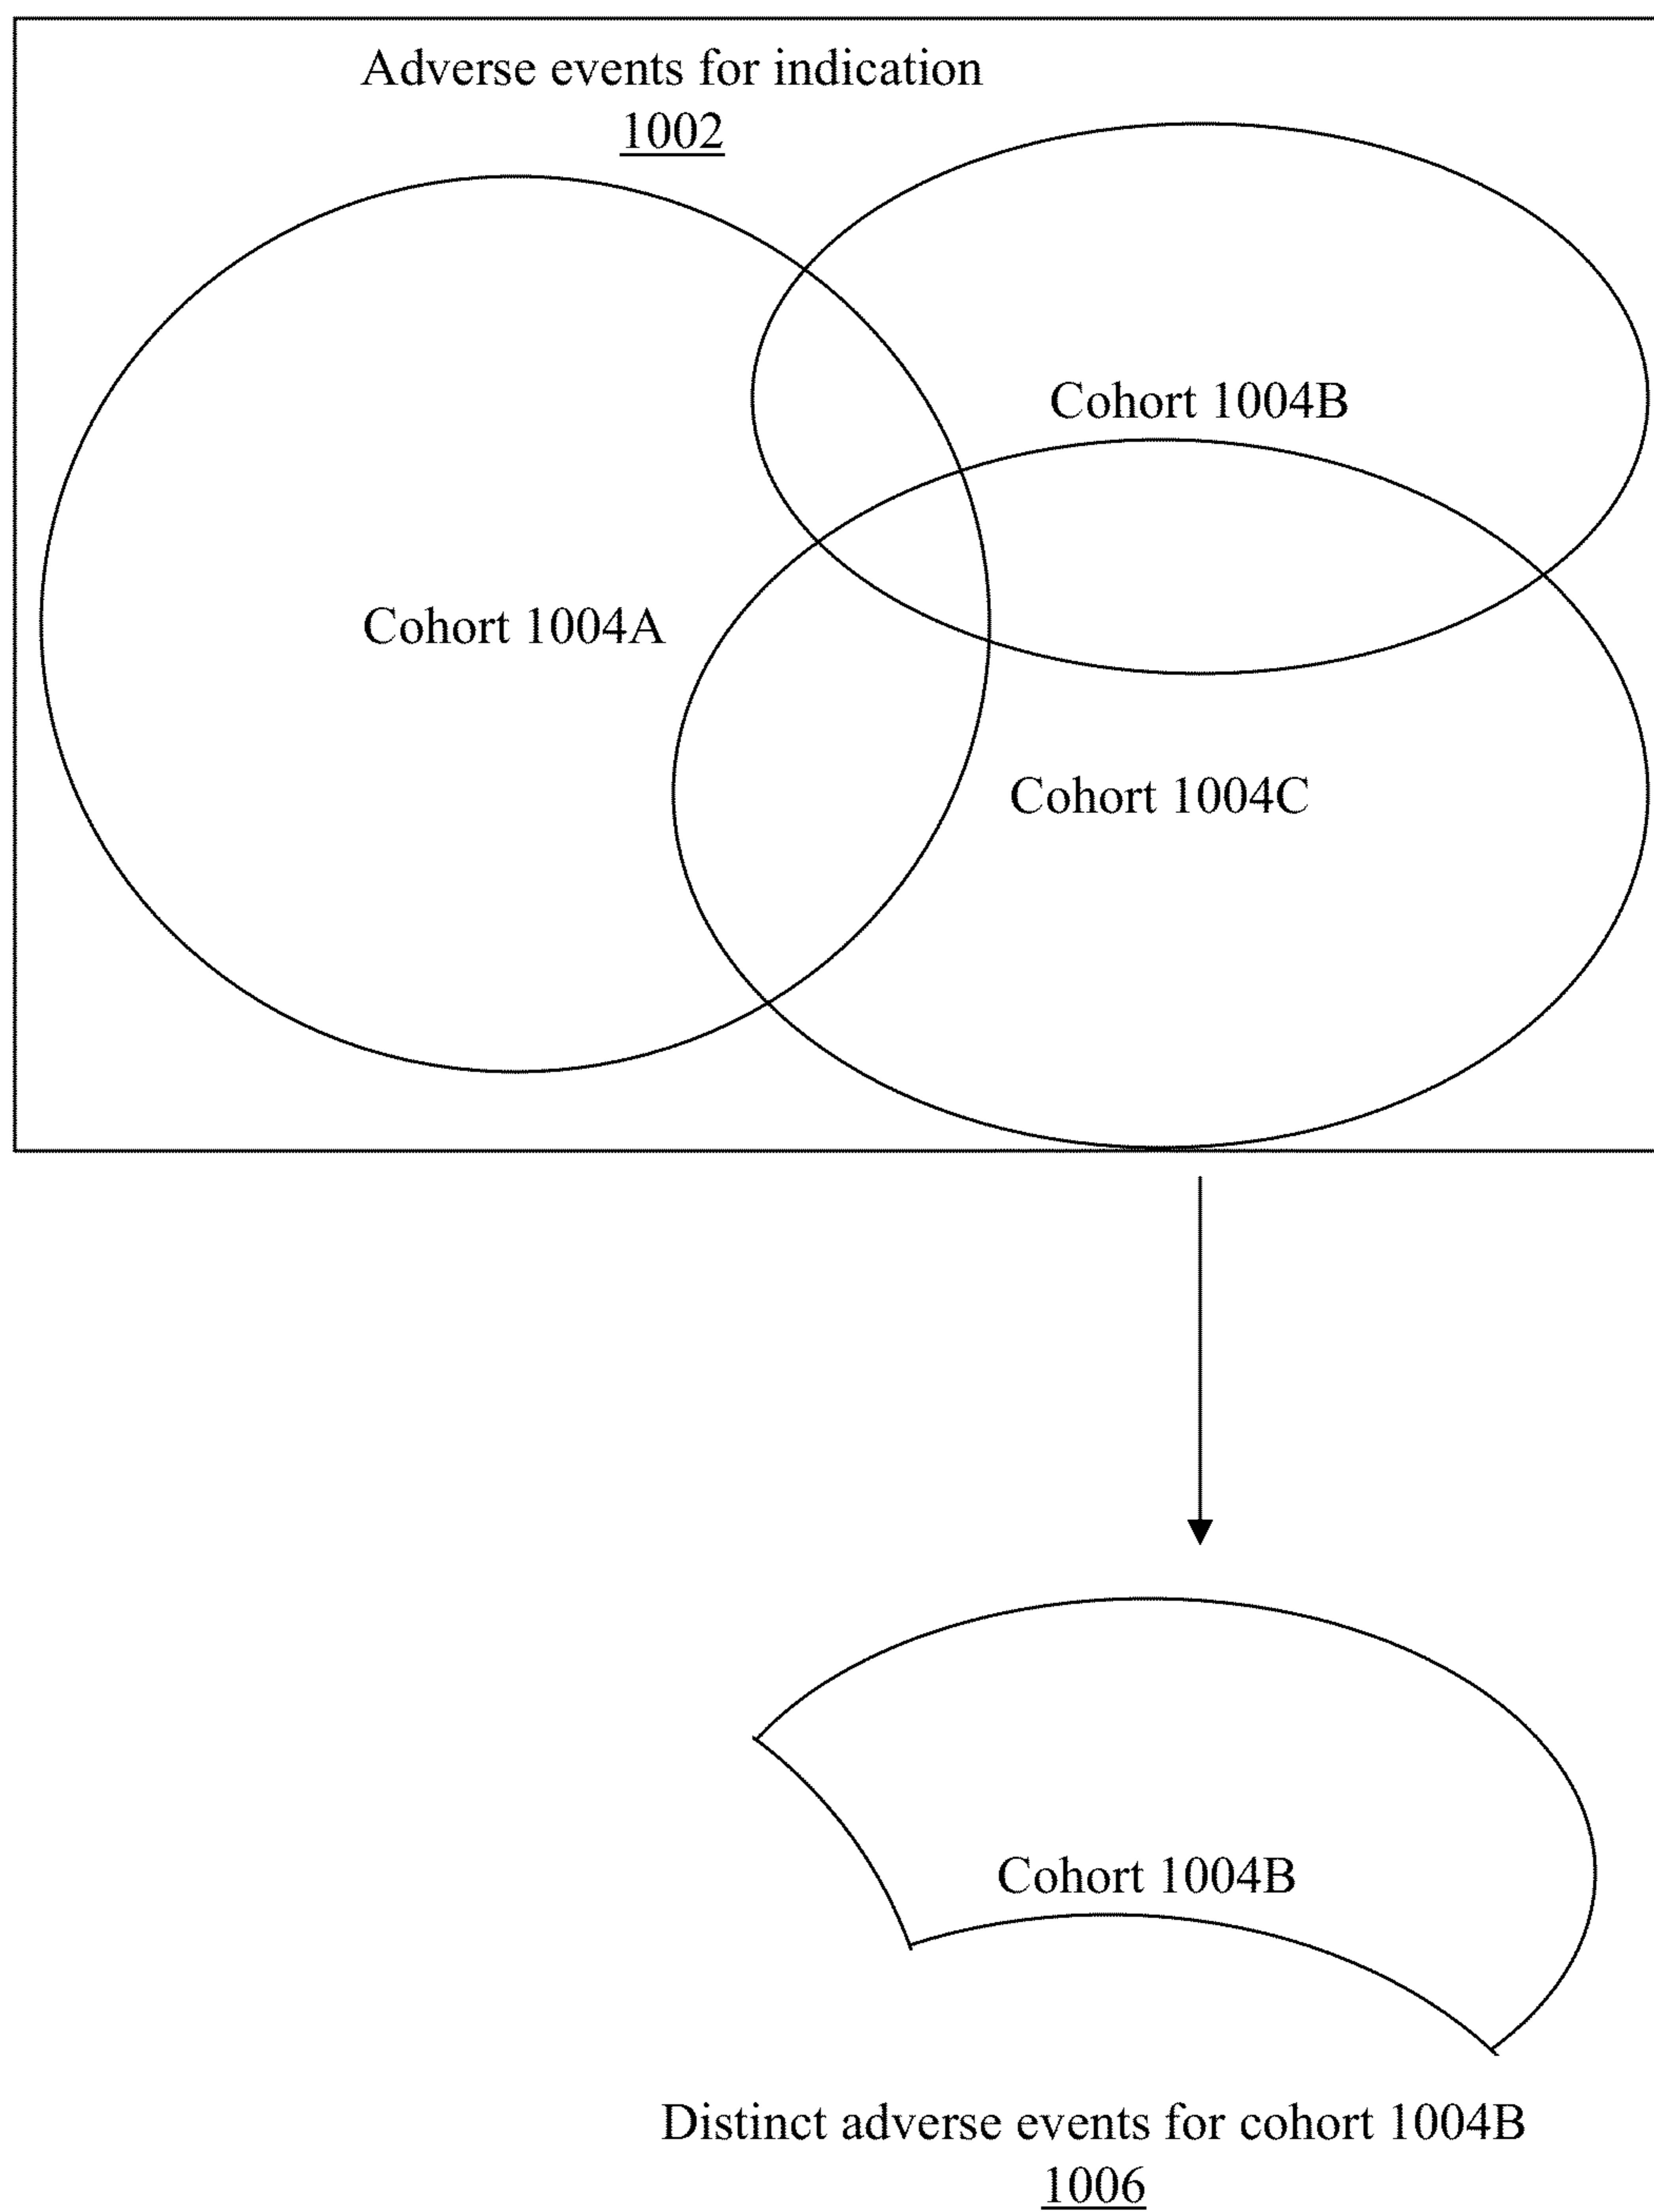 Adverse events for indication
1002
Cohort 1004B
Cohort 1004A
Cohort 1004C
Cohort 1004B
Distinct adverse events for cohort 1004B
1006